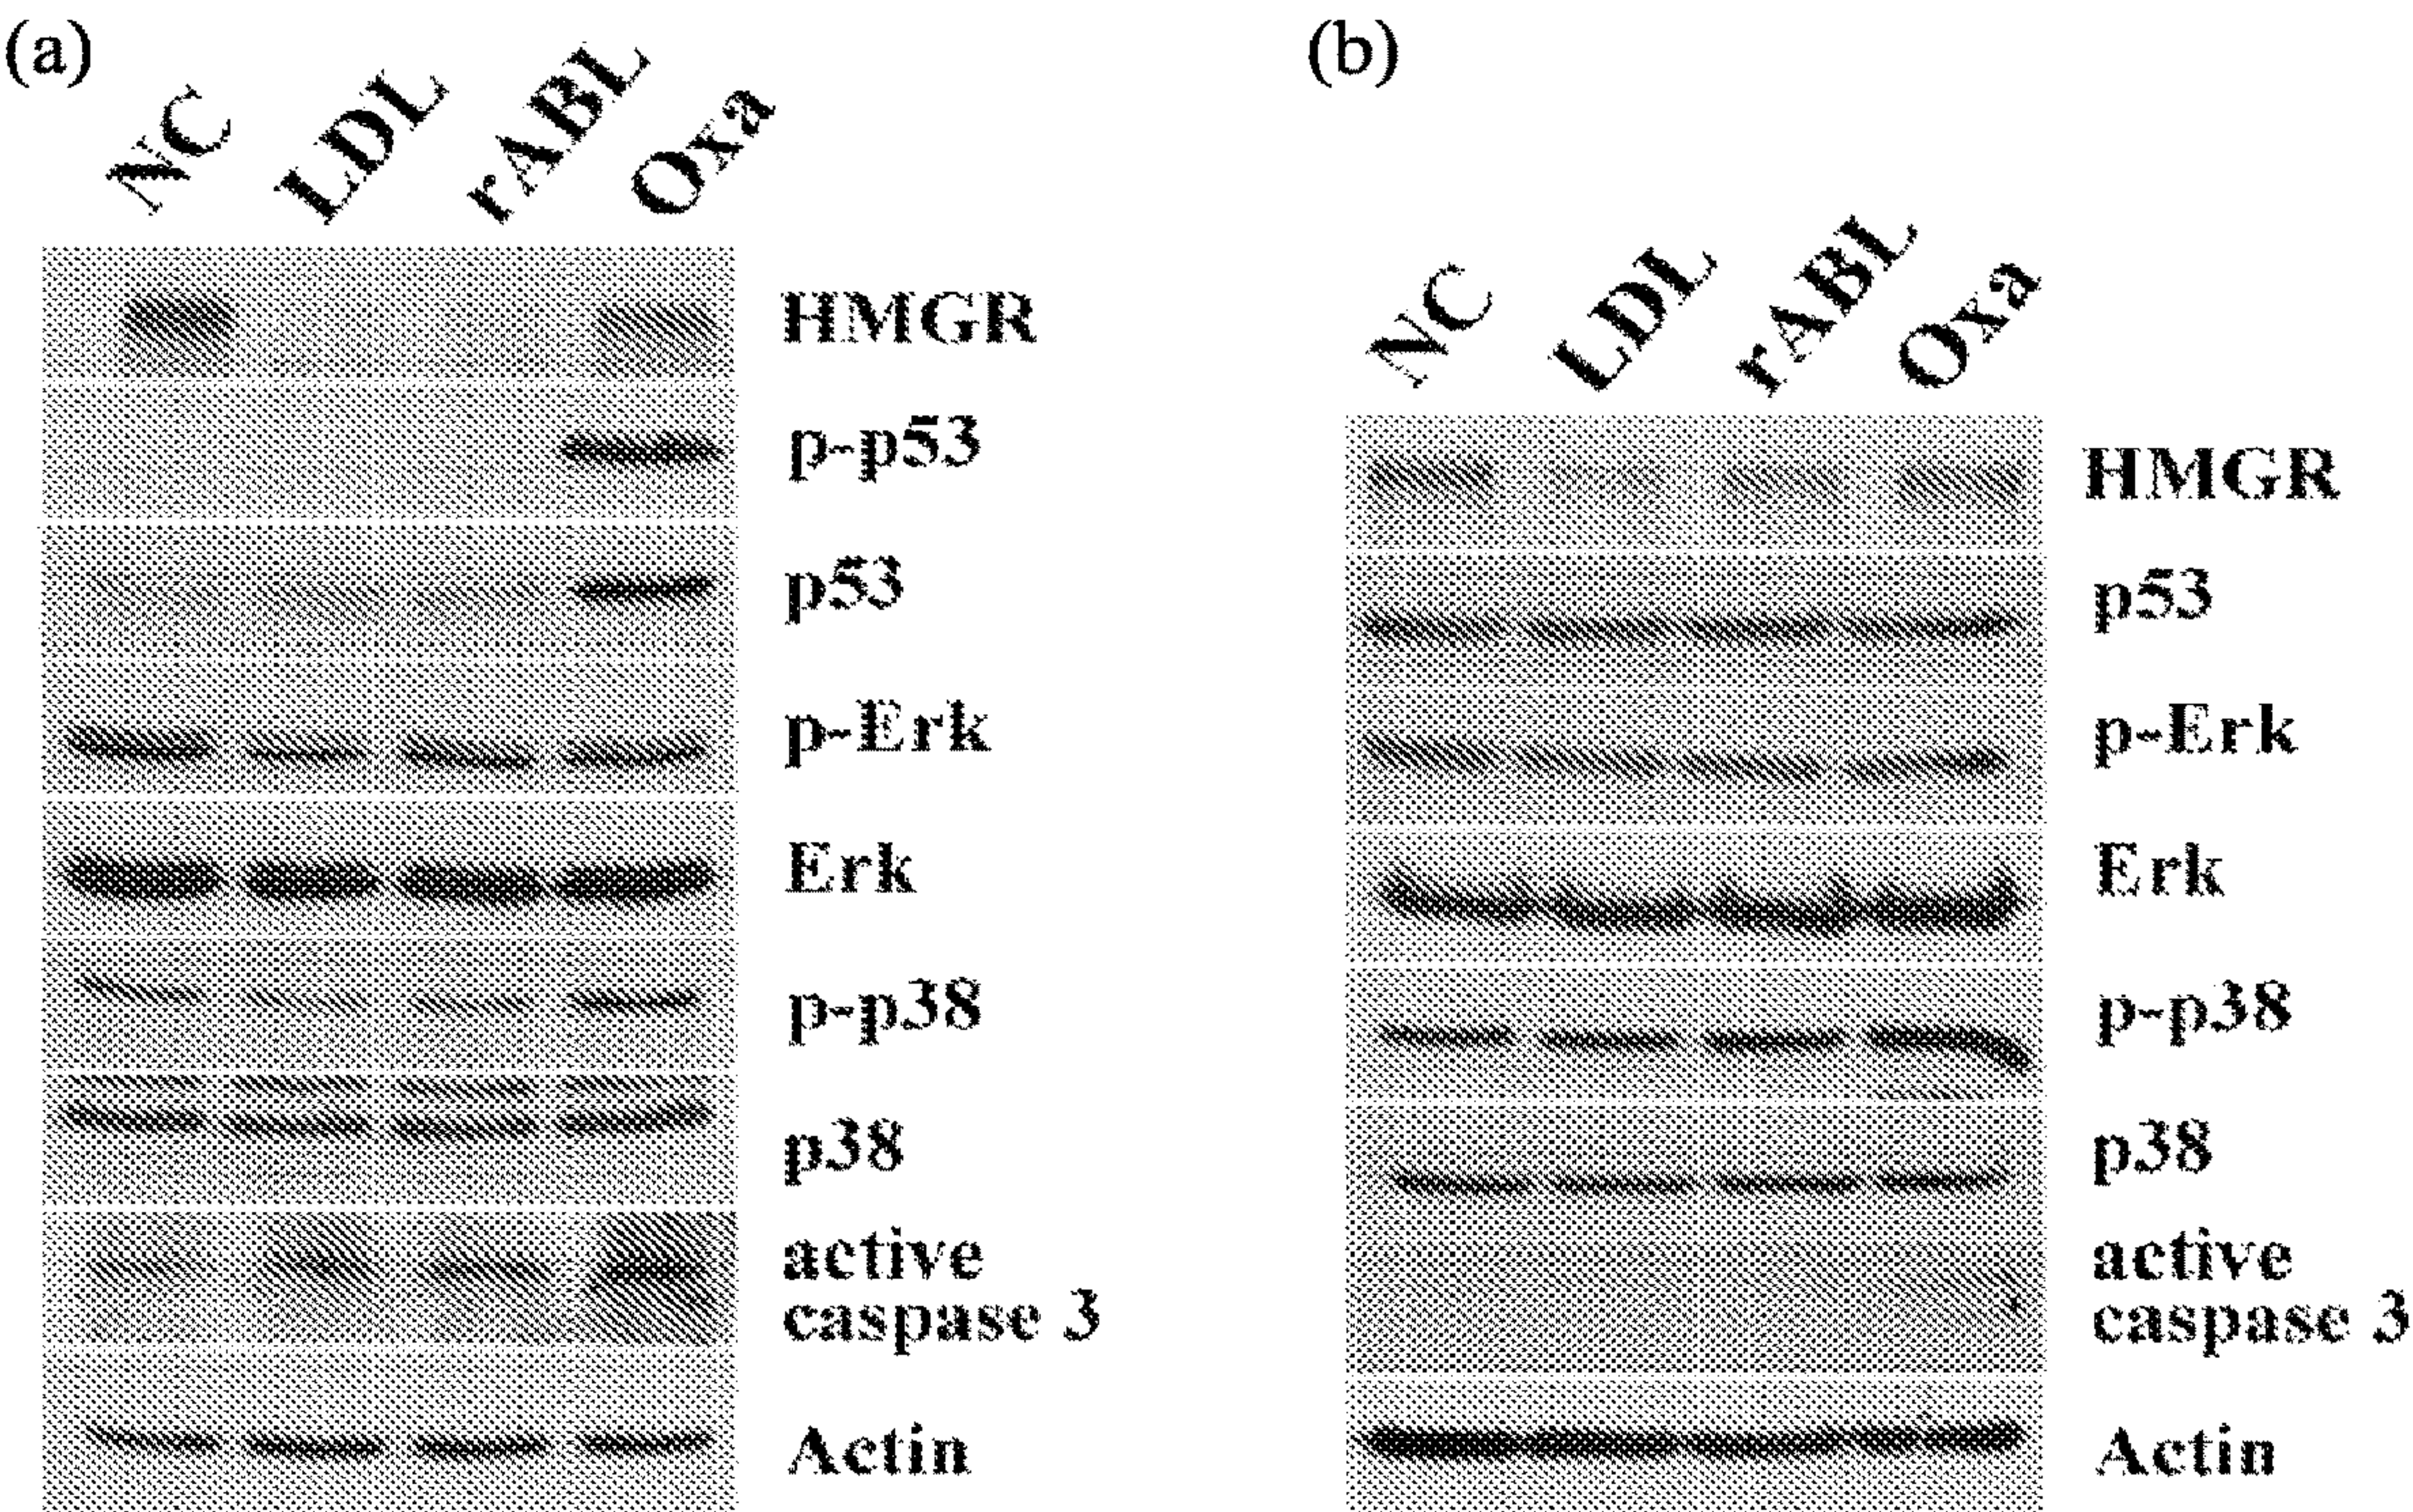 (a)
NC LDL rABL Oxa
HMGR
p-p53
p53
p-Erk
Erk
p-p38
p38
active
caspase 3
Actin
(b)
NC LDL rABL Oxa
HMGR
p53
p-Erk
Erk
p-p38
p38
active
caspase 3
Actin